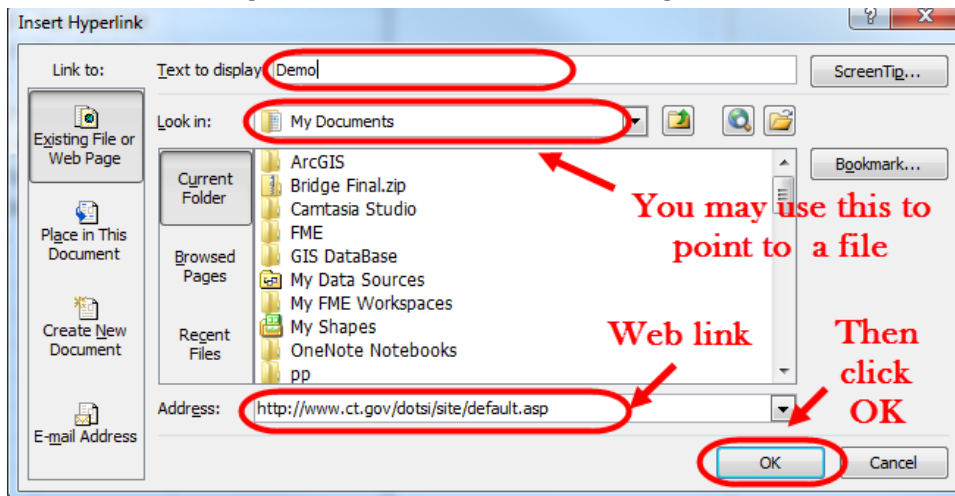 Insert Hyperlink
Link to:
Text to display: Demo
ScreenTip...
Existing File or
Web Page
Look in: My Documents
Current
Folder
ArcGIS
Bridge Final.zip
Camtasia Studio
FME
GIS DataBase
My Data Sources
My FME Workspaces
My Shapes
OneNote Notebooks
pp
Bookmark...
You may use this to
point to a file
Place in This
Document
Browsed
Pages
Create New
Document
Recent
Files
Web link
Then
click
OK
Address: http://www.ct.gov/dotsi/site/default.asp
E-mail Address
OK
Cancel